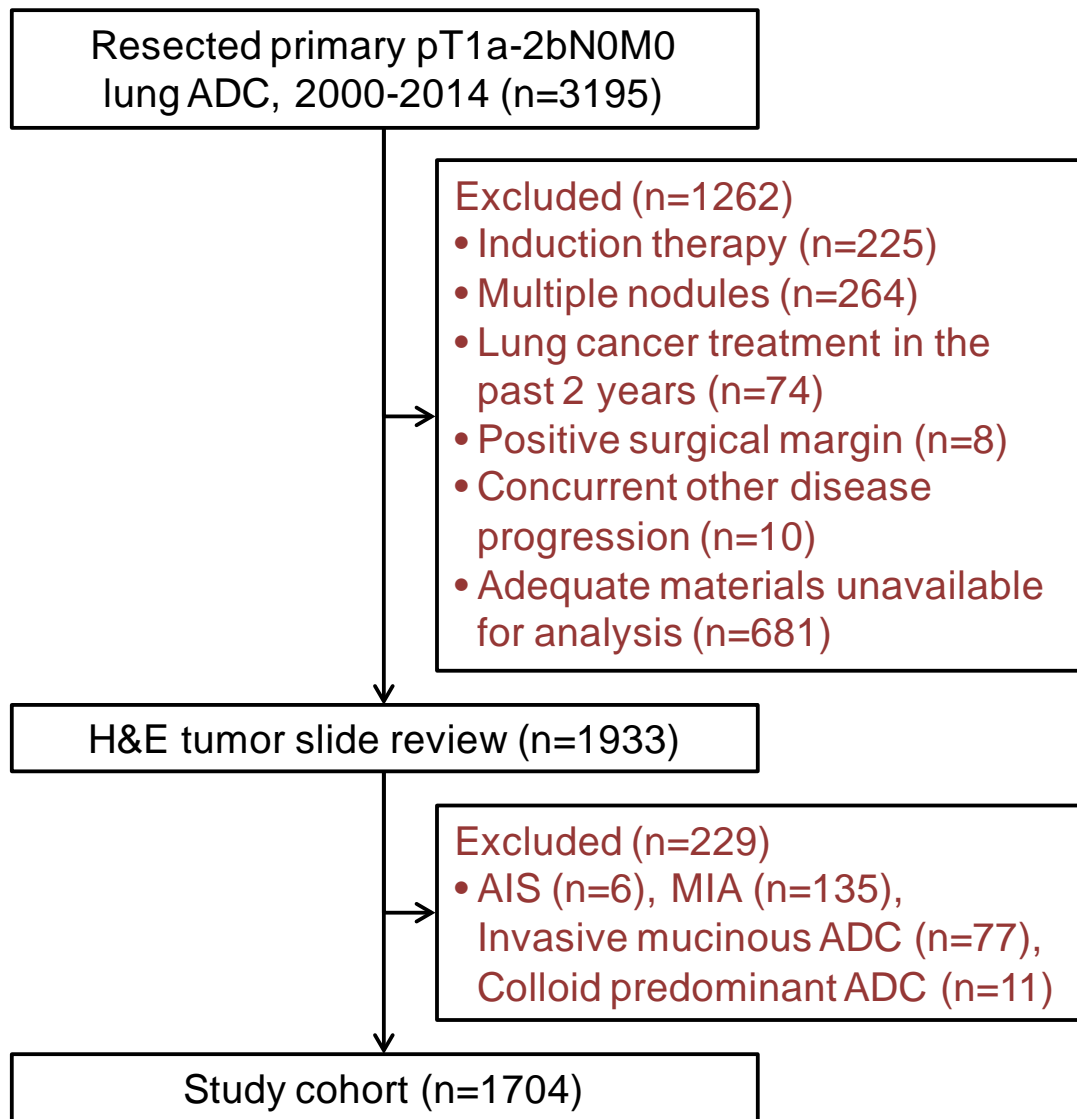 Resected primary pT1a-2bN0M0
lung ADC, 2000-2014 (n=3195)
Excluded (n=1262)
• Induction therapy (n=225)
• Multiple nodules (n=264)
• Lung cancer treatment in the
past 2 years (n=74)
• Positive surgical margin (n=8)
• Concurrent other disease
progression (n=10)
• Adequate materials unavailable
for analysis (n=681)
H&E tumor slide review (n=1933)
Excluded (n=229)
• AIS (n=6), MIA (n=135),
Invasive mucinous ADC (n=77),
Colloid predominant ADC (n=11)
Study cohort (n=1704)